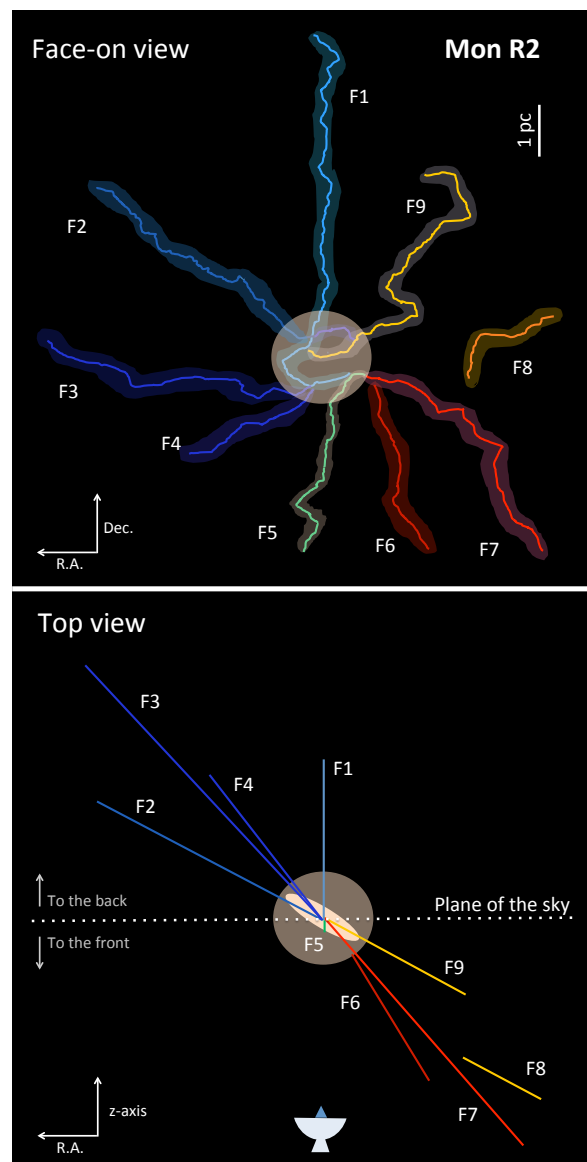 Face-on view
Mon R2
F1
1 pc
F2
F9
F3
F8
F4
F5
F6
F7
Dec.
R.A.
Top view
F3
F4
F1
F2
To the back
Plane of the sky
To the front
F5
F9
F6
F8
z-axis
F7
R.A.